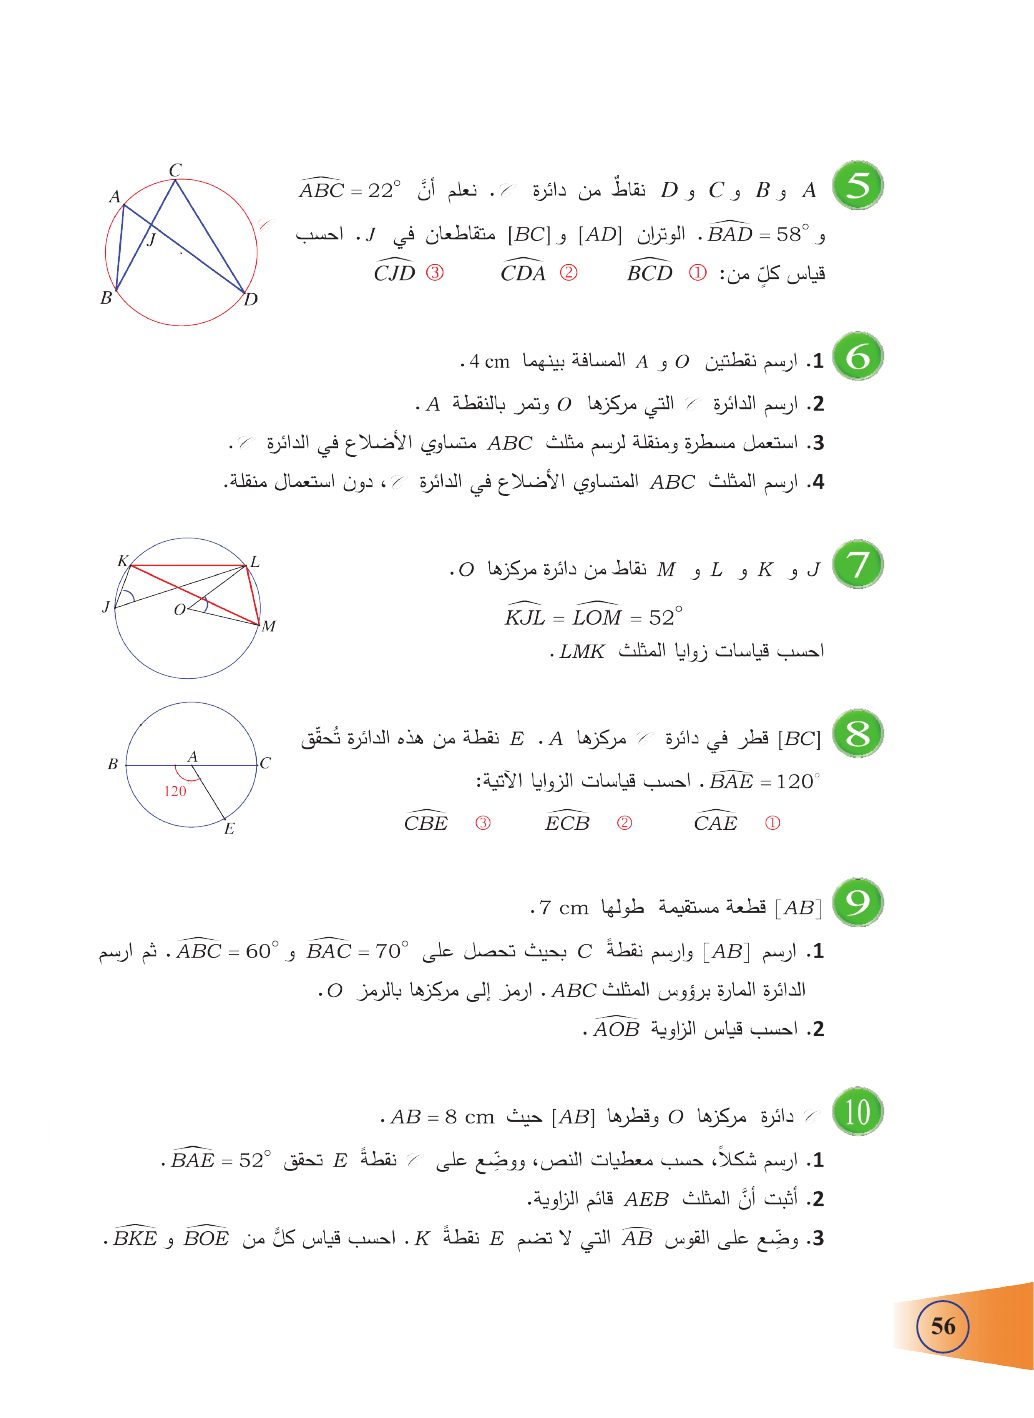 5 A و B و C و D نقاطٌ من دائرة 𝒞. نعلم أنَّ ABC = 22°
و BAD = 58°. الوتران [AD] و [BC] متقاطعان في J. احسب
قياس كلٍّ من: ① BCD ② CDA ③ CJD
C
A
J
B
D
𝒞
6 1. ارسم نقطتين O و A المسافة بينهما 4 cm.
2. ارسم الدائرة 𝒞 التي مركزها O وتمر بالنقطة A.
3. استعمل مسطرة ومنقلة لرسم مثلث ABC متساوي الأضلاع في الدائرة 𝒞.
4. ارسم المثلث ABC المتساوي الأضلاع في الدائرة 𝒞، دون استعمال منقلة.
7 J و K و L و M نقاط من دائرة مركزها O.
KJL = LOM = 52°
احسب قياسات زوايا المثلث LMK.
K
L
J
O
M
8 [BC] قطر في دائرة 𝒞 مركزها A. E نقطة من هذه الدائرة تُحقّق
BAE = 120°. احسب قياسات الزوايا الآتية:
① CAE ② ECB ③ CBE
B
A
C
120
E
9 [AB] قطعة مستقيمة طولها 7 cm.
1. ارسم [AB] وارسم نقطةً C بحيث تحصل على BAC = 70° و ABC = 60°. ثم ارسم
الدائرة المارة برؤوس المثلث ABC. ارمز إلى مركزها بالرمز O.
2. احسب قياس الزاوية AOB.
10 𝒞 دائرة مركزها O وقطرها [AB] حيث AB = 8 cm.
1. ارسم شكلاً، حسب معطيات النص، ووضِّع على 𝒞 نقطةً E تحقق BAE = 52°.
2. أثبت أنَّ المثلث AEB قائم الزاوية.
3. وضِّع على القوس AB التي لا تضم E نقطةً K. احسب قياس كلًّ من BOE و BKE.
56